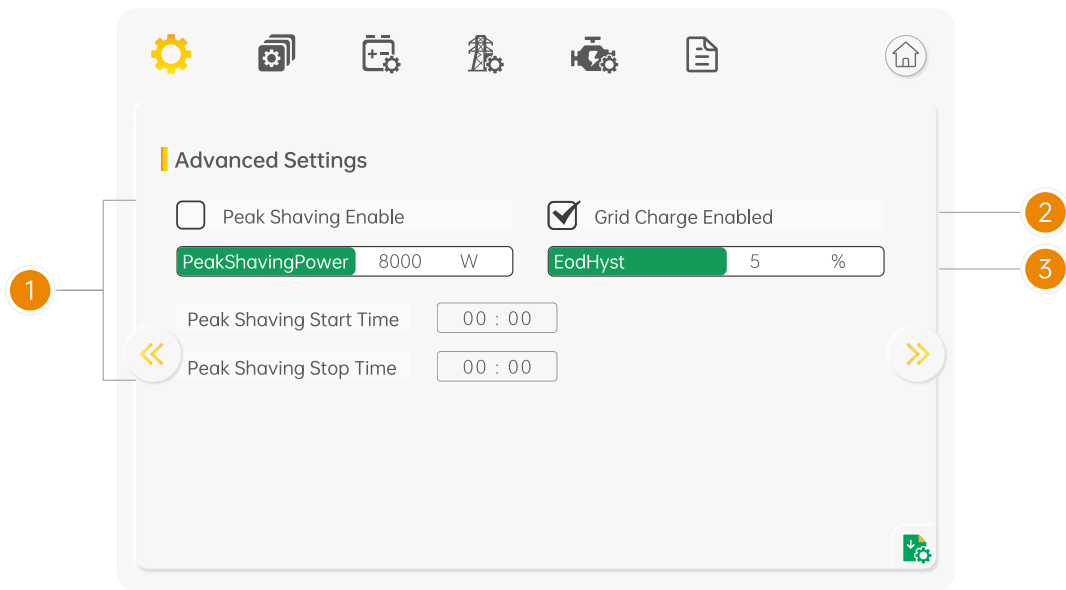 Advanced Settings
Peak Shaving Enable
Grid Charge Enabled
2
PeakShavingPower 8000 W
EodHyst 5 %
3
1
Peak Shaving Start Time 00 : 00
Peak Shaving Stop Time 00 : 00